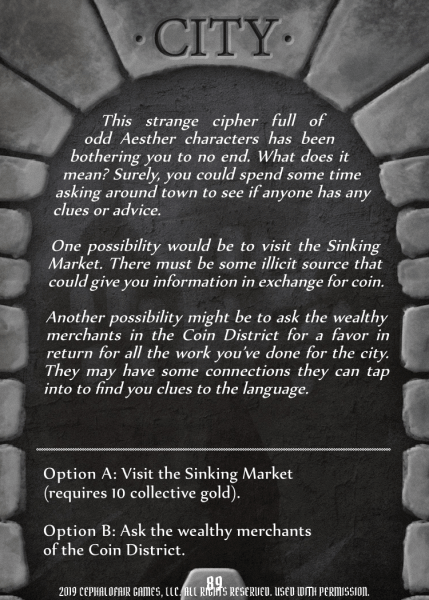 · CITY ·
This strange cipher full of
odd Aesther characters has been
bothering you to no end. What does it
mean? Surely, you could spend some time
asking around town to see if anyone has any
clues or advice.
One possibility would be to visit the Sinking
Market. There must be some illicit source that
could give you information in exchange for coin.
Another possibility might be to ask the wealthy
merchants in the Coin District for a favor in
return for all the work you've done for the city.
They may have some connections they can tap
into to find you clues to the language.
Option A: Visit the Sinking Market
(requires 10 collective gold).
Option B: Ask the wealthy merchants
of the Coin District.
89
2019 CEPHALOFAIR GAMES, LLC. ALL RIGHTS RESERVED. USED WITH PERMISSION.